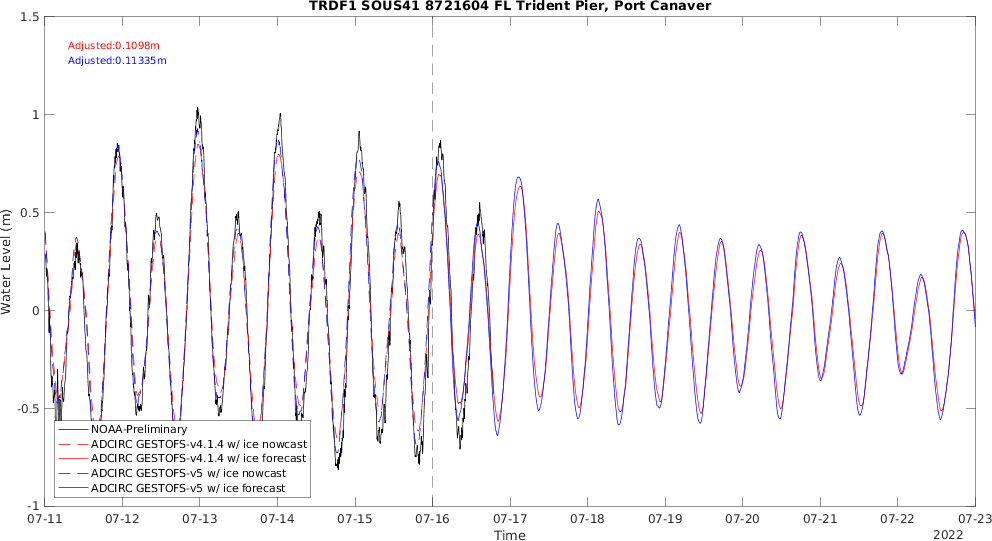 TRDF1 SOUS41 8721604 FL Trident Pier, Port Canaver
Adjusted:0.1098m
Adjusted:0.11335m
Water Level (m)
1.5
1
0.5
0
-0.5
-1
NOAA-Preliminary
ADCIRC GESTOFS-v4.1.4 w/ ice nowcast
ADCIRC GESTOFS-v4.1.4 w/ ice forecast
ADCIRC GESTOFS-v5 w/ ice nowcast
ADCIRC GESTOFS-v5 w/ ice forecast
07-11 07-12 07-13 07-14 07-15 07-16 07-17 07-18 07-19 07-20 07-21 07-22 07-23
Time
2022